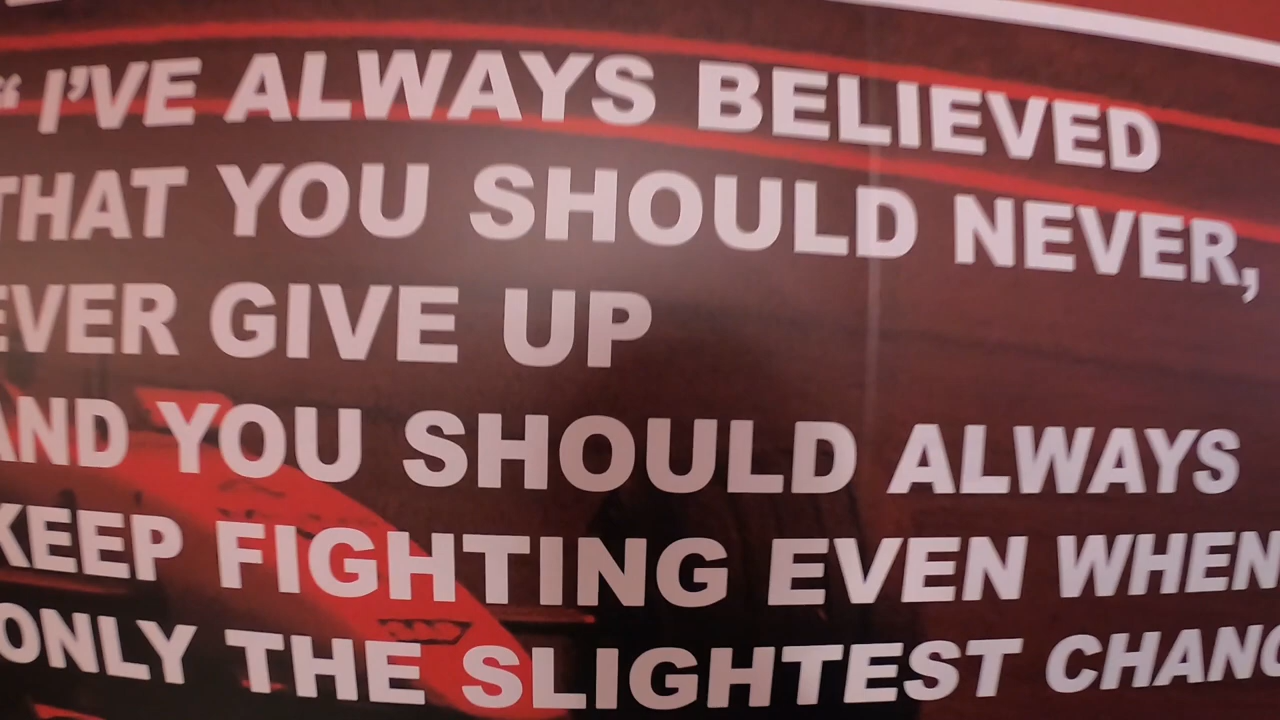 “ I’VE ALWAYS BELIEVED
THAT YOU SHOULD NEVER,
EVER GIVE UP
AND YOU SHOULD ALWAYS
KEEP FIGHTING EVEN WHEN
ONLY THE SLIGHTEST